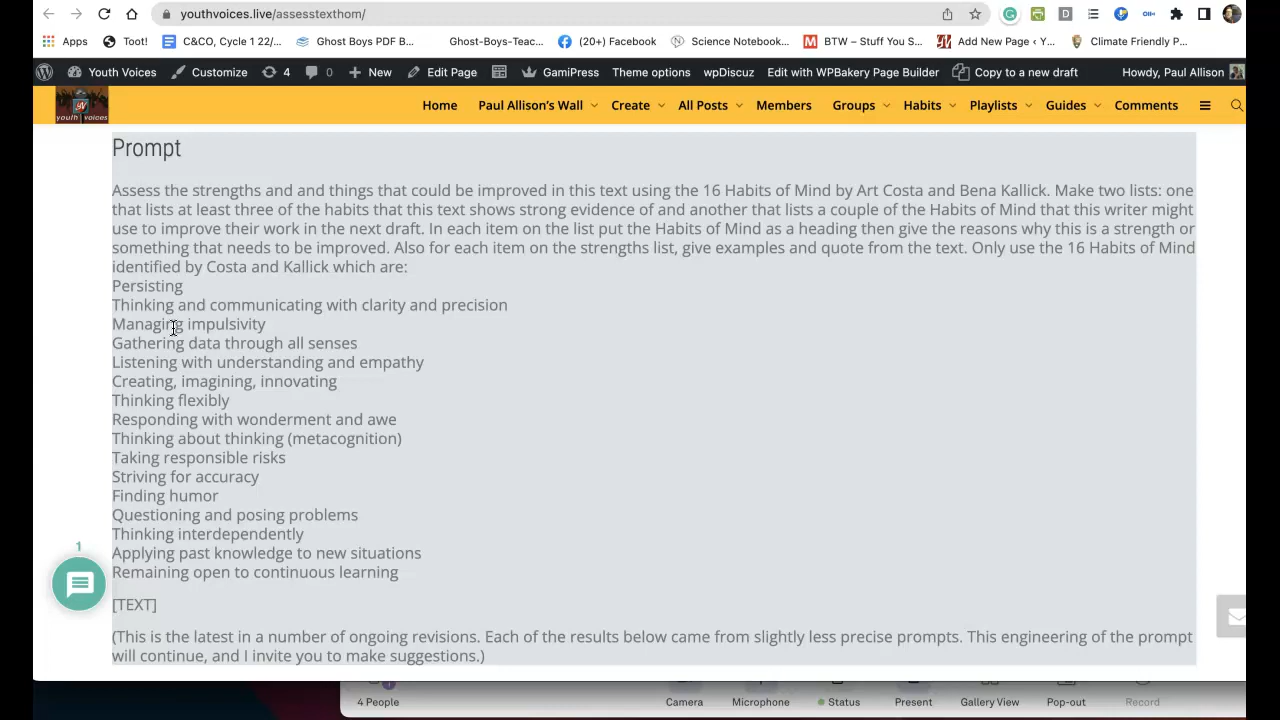 youthvoices.live/assesstexthom/
Apps Toot! C&CO, Cycle 1 22/... Ghost Boys PDF B... Ghost-Boys-Teac... (20+) Facebook Science Notebook... BTW – Stuff You S... Add New Page ‹ Y... Climate Friendly P...
Youth Voices Customize 4 0 New Edit Page GamiPress Theme options wpDiscuz Edit with WPBakery Page Builder Copy to a new draft Howdy, Paul Allison
youth voices Home Paul Allison's Wall Create All Posts Members Groups Habits Playlists Guides Comments
Prompt
Assess the strengths and and things that could be improved in this text using the 16 Habits of Mind by Art Costa and Bena Kallick. Make two lists: one
that lists at least three of the habits that this text shows strong evidence of and another that lists a couple of the Habits of Mind that this writer might
use to improve their work in the next draft. In each item on the list put the Habits of Mind as a heading then give the reasons why this is a strength or
something that needs to be improved. Also for each item on the strengths list, give examples and quote from the text. Only use the 16 Habits of Mind
identified by Costa and Kallick which are:
Persisting
Thinking and communicating with clarity and precision
Managing impulsivity
Gathering data through all senses
Listening with understanding and empathy
Creating, imagining, innovating
Thinking flexibly
Responding with wonderment and awe
Thinking about thinking (metacognition)
Taking responsible risks
Striving for accuracy
Finding humor
Questioning and posing problems
Thinking interdependently
Applying past knowledge to new situations
Remaining open to continuous learning
1
[TEXT]
(This is the latest in a number of ongoing revisions. Each of the results below came from slightly less precise prompts. This engineering of the prompt
will continue, and I invite you to make suggestions.)
4 People Camera Microphone Status Present Gallery View Pop-out Record